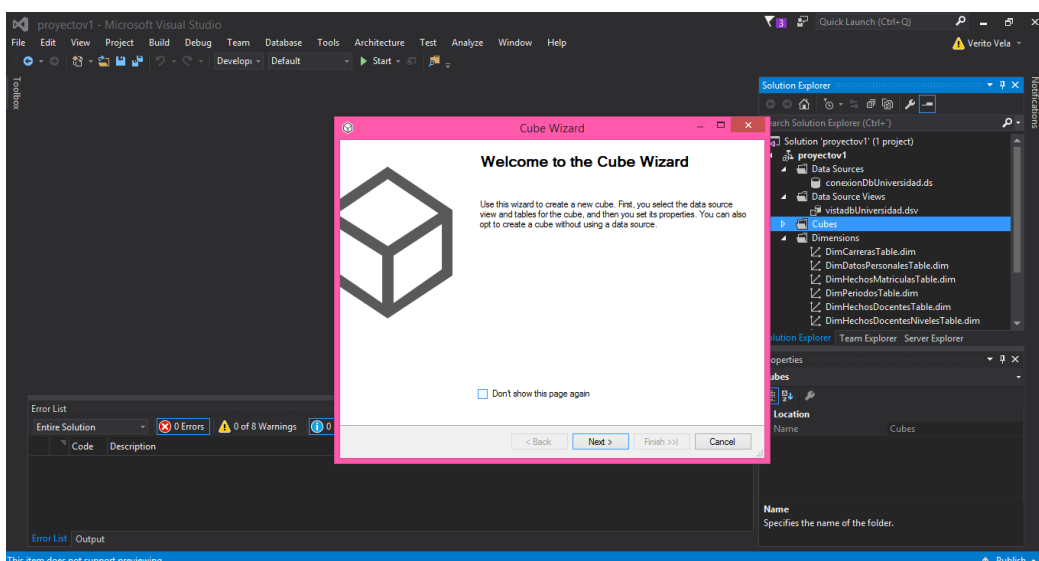 proyectov1 - Microsoft Visual Studio
3
Quick Launch (Ctrl+Q)
File Edit View Project Build Debug Team Database Tools Architecture Test Analyze Window Help
Verito Vela
Develop Default Start
Toolbox
Notifications
Solution Explorer
earch Solution Explorer (Ctrl+´)
Solution 'proyectov1' (1 project)
proyectov1
Data Sources
conexionDbUniversidad.ds
Data Source Views
vistadbUniversidad.dsv
Cubes
Dimensions
DimCarrerasTable.dim
DimDatosPersonalesTable.dim
DimHechosMatriculasTable.dim
DimPeriodosTable.dim
DimHechosDocentesTable.dim
DimHechosDocentesNivelesTable.dim
olution Explorer Team Explorer Server Explorer
Cube Wizard
Welcome to the Cube Wizard
Use this wizard to create a new cube. First, you select the data source
view and tables for the cube, and then you set its properties. You can also
opt to create a cube without using a data source.
Don't show this page again
< Back Next > Finish >>| Cancel
operties
ubes
Location
Name Cubes
Name
Specifies the name of the folder.
Error List
Entire Solution 0 Errors 0 of 8 Warnings 0
Code Description
Error List Output
This item does not support previewing
Publish